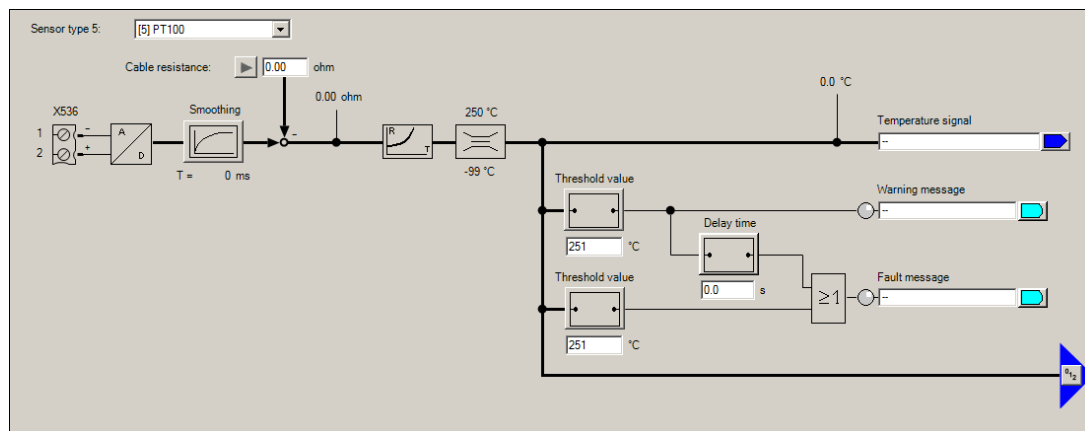 Sensor type 5: [5] PT100
Cable resistance: 0.00 ohm
X536
Smoothing
0.00 ohm
250 °C
0.0 °C
1
2
−
+
A
D
R
T
Temperature signal
--
T = 0 ms
-99 °C
Threshold value
Warning message
--
251 °C
Delay time
0.0 s
Threshold value
Fault message
≥1
--
251 °C
0₁₂